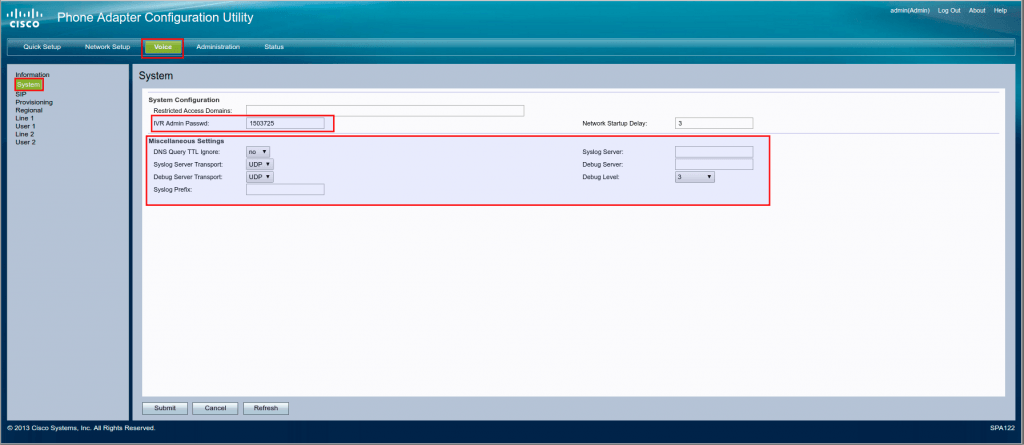 CISCO Phone Adapter Configuration Utility
admin(Admin) Log Out About Help
Quick Setup Network Setup Voice Administration Status
Information
System
SIP
Provisioning
Regional
Line 1
User 1
Line 2
User 2
System
System Configuration
Restricted Access Domains:
IVR Admin Passwd: 1503725 Network Startup Delay: 3
Miscellaneous Settings
DNS Query TTL Ignore: no Syslog Server:
Syslog Server Transport: UDP Debug Server:
Debug Server Transport: UDP Debug Level: 3
Syslog Prefix:
Submit Cancel Refresh
© 2013 Cisco Systems, Inc. All Rights Reserved. SPA122